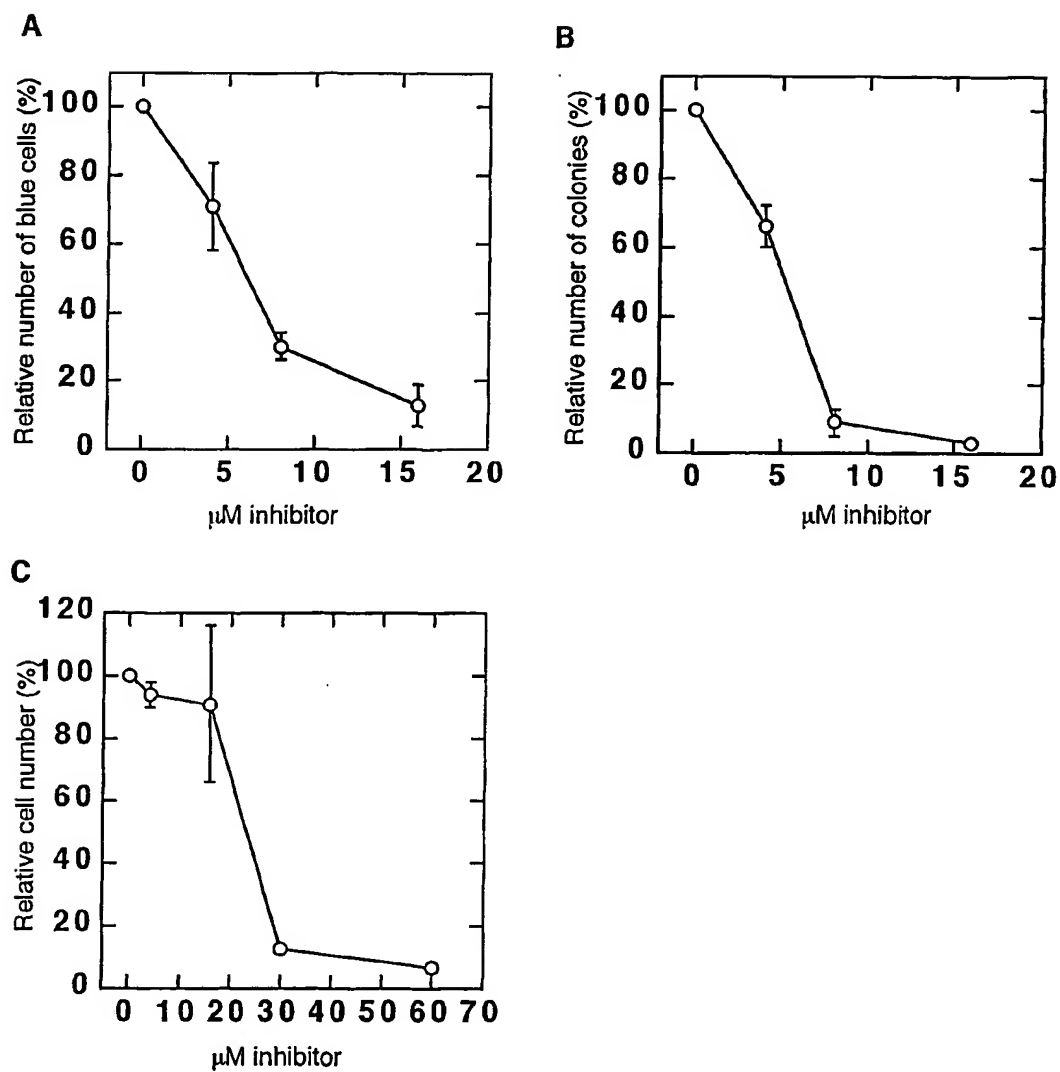 A
Relative number of blue cells (%)
100
80
60
40
20
0
0 5 10 15 20
μM inhibitor
B
Relative number of colonies (%)
100
80
60
40
20
0
0 5 10 15 20
μM inhibitor
C
Relative cell number (%)
120
100
80
60
40
20
0
0 10 20 30 40 50 60 70
μM inhibitor